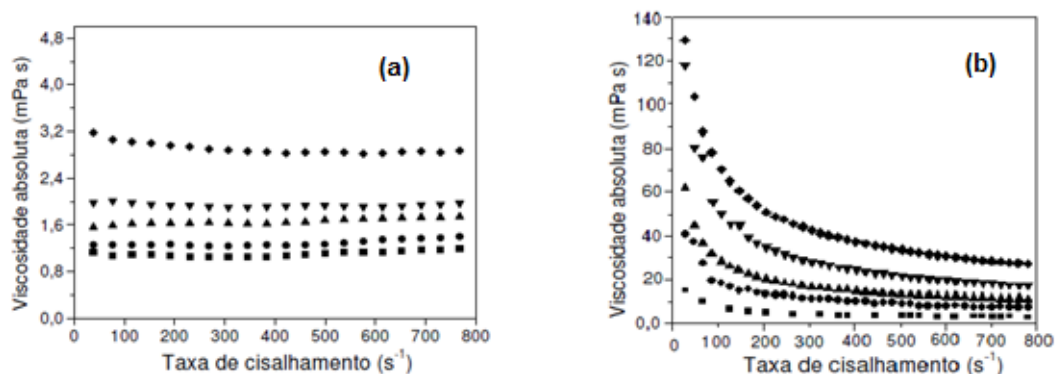 4,8
4,0
3,2
1,6
0,8
0,0
Viscosidade absoluta (mPa s)
(a)
0 100 200 300 400 500 600 700 800
Taxa de cisalhamento (s⁻¹)
140
120
100
80
60
40
20
0,0
Viscosidade absoluta (mPa s)
(b)
0 100 200 300 400 500 600 700 800
Taxa de cisalhamento (s⁻¹)